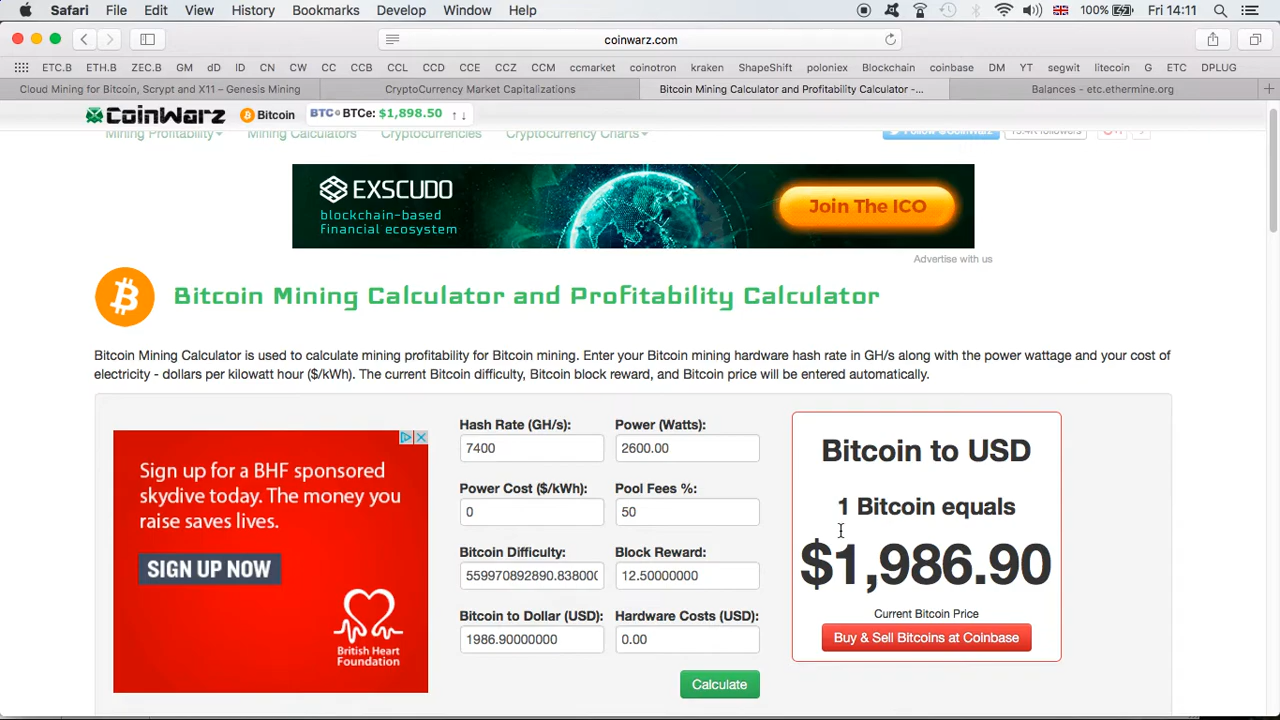 Safari File Edit View History Bookmarks Develop Window Help 100% Fri 14:11
coinwarz.com
ETC.B ETH.B ZEC.B GM dD ID CN CW CC CCB CCL CCD CCE CCZ CCM ccmarket coinotron kraken ShapeShift poloniex Blockchain coinbase DM YT segwit litecoin G ETC DPLUG
Cloud Mining for Bitcoin, Scrypt and X11 – Genesis Mining
CryptoCurrency Market Capitalizations
Bitcoin Mining Calculator and Profitability Calculator -...
Balances - etc.ethermine.org
CoinWarz Bitcoin BTC BTCe: $1,898.50 ↑↓
Mining Profitability Mining Calculators Cryptocurrencies Cryptocurrency Charts
Follow @CoinWarz
EXSCUDO
blockchain-based
financial ecosystem
Join The ICO
Advertise with us
Bitcoin Mining Calculator and Profitability Calculator
Bitcoin Mining Calculator is used to calculate mining profitability for Bitcoin mining. Enter your Bitcoin mining hardware hash rate in GH/s along with the power wattage and your cost of
electricity - dollars per kilowatt hour ($/kWh). The current Bitcoin difficulty, Bitcoin block reward, and Bitcoin price will be entered automatically.
Sign up for a BHF sponsored
skydive today. The money you
raise saves lives.
SIGN UP NOW
British Heart
Foundation
Hash Rate (GH/s): Power (Watts):
7400 2600.00
Power Cost ($/kWh): Pool Fees %:
0 50
Bitcoin Difficulty: Block Reward:
559970892890.838000 12.50000000
Bitcoin to Dollar (USD): Hardware Costs (USD):
1986.90000000 0.00
Calculate
Bitcoin to USD
1 Bitcoin equals
$1,986.90
Current Bitcoin Price
Buy & Sell Bitcoins at Coinbase